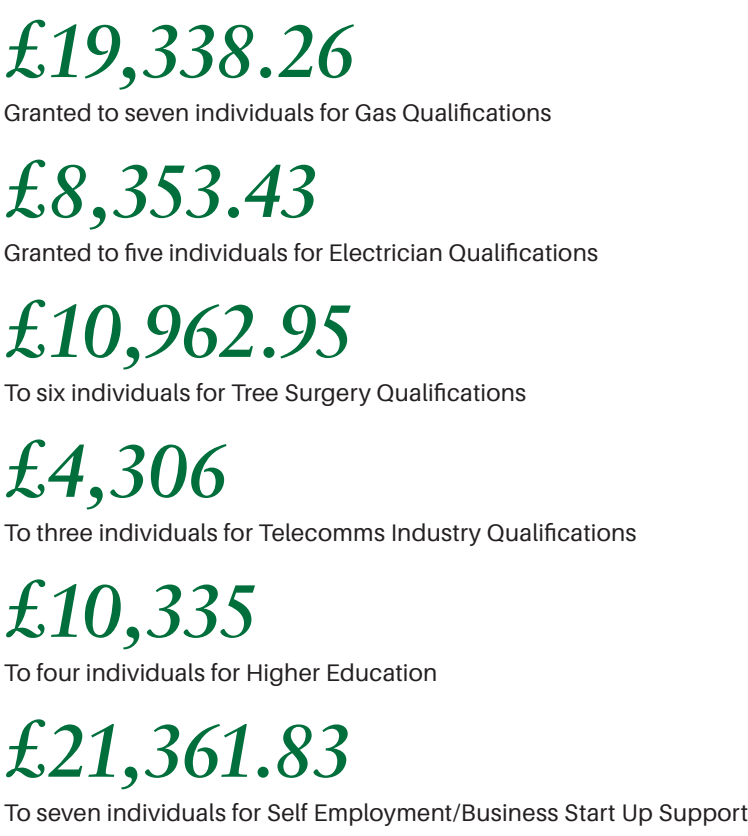 £19,338.26
Granted to seven individuals for Gas Qualifications
£8,353.43
Granted to five individuals for Electrician Qualifications
£10,962.95
To six individuals for Tree Surgery Qualifications
£4,306
To three individuals for Telecomms Industry Qualifications
£10,335
To four individuals for Higher Education
£21,361.83
To seven individuals for Self Employment/Business Start Up Support